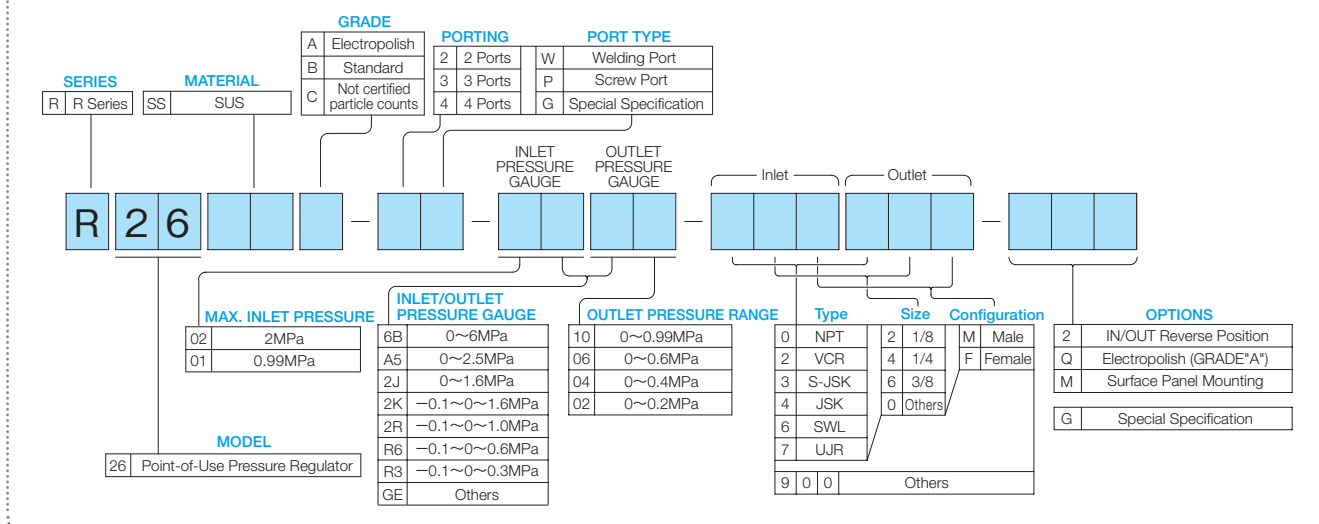 GRADE
A Electropolish
B Standard
C Not certified
particle counts
PORTING
2 2 Ports
3 3 Ports
4 4 Ports
PORT TYPE
W Welding Port
P Screw Port
G Special Specification
SERIES
R R Series
MATERIAL
SS SUS
INLET
PRESSURE
GAUGE
OUTLET
PRESSURE
GAUGE
Inlet
Outlet
R 2 6 — — — —
MAX. INLET PRESSURE
02 2MPa
01 0.99MPa
INLET/OUTLET
PRESSURE GAUGE
6B 0～6MPa
A5 0～2.5MPa
2J 0～1.6MPa
2K −0.1～0～1.6MPa
2R −0.1～0～1.0MPa
R6 −0.1～0～0.6MPa
R3 −0.1～0～0.3MPa
GE Others
OUTLET PRESSURE RANGE
10 0～0.99MPa
06 0～0.6MPa
04 0～0.4MPa
02 0～0.2MPa
Type
0 NPT
2 VCR
3 S-JSK
4 JSK
6 SWL
7 UJR
9 0 0 Others
Size
2 1/8
4 1/4
6 3/8
0 Others
Configuration
M Male
F Female
OPTIONS
2 IN/OUT Reverse Position
Q Electropolish (GRADE"A")
M Surface Panel Mounting
G Special Specification
MODEL
26 Point-of-Use Pressure Regulator